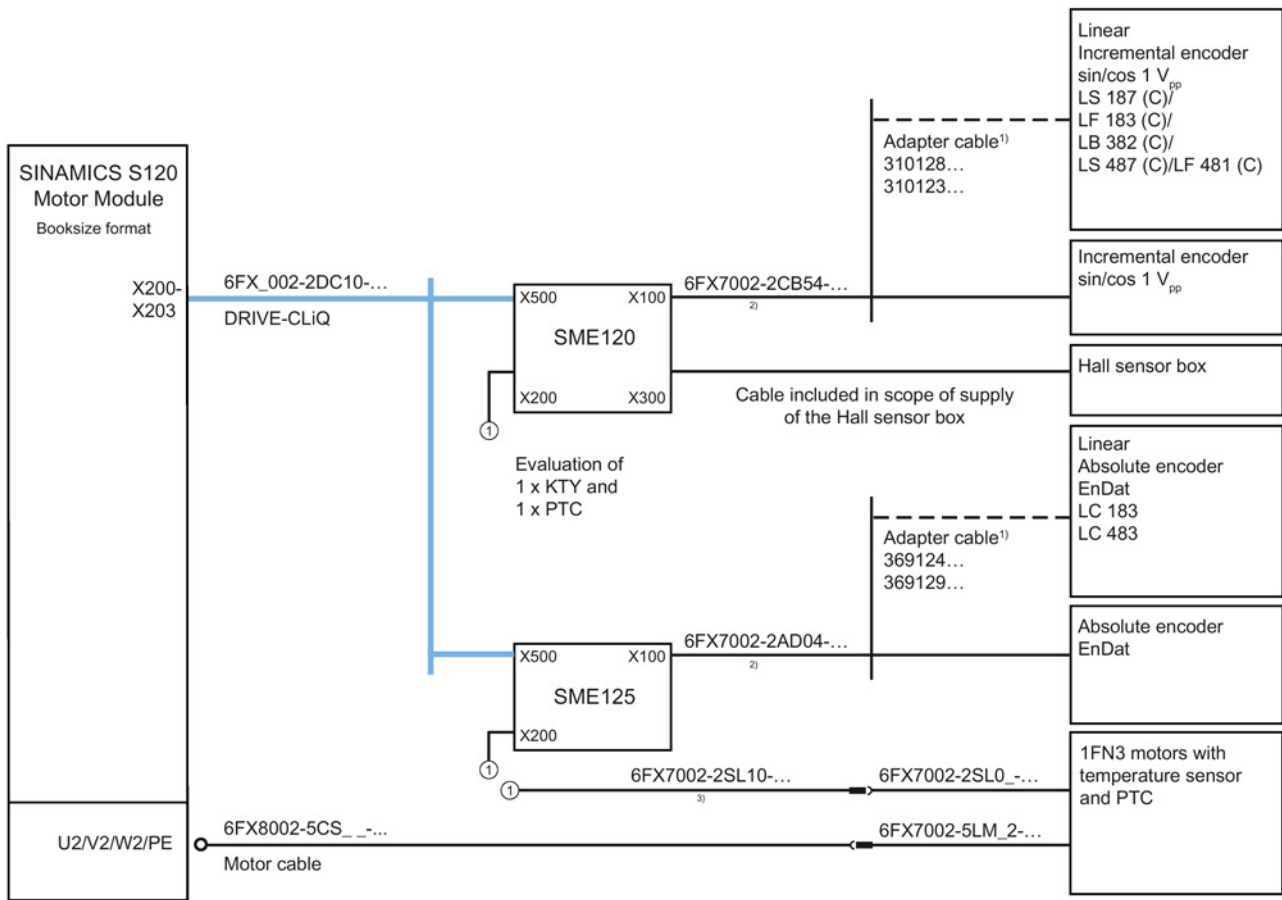 SINAMICS S120
Motor Module
Booksize format
X200-
X203
U2/V2/W2/PE
6FX_002-2DC10-…
DRIVE-CLiQ
X500
X100
SME120
X200
X300
1
Evaluation of
1 x KTY and
1 x PTC
6FX7002-2CB54-…
2)
Adapter cable1)
310128…
310123…
Cable included in scope of supply
of the Hall sensor box
Linear
Incremental encoder
sin/cos 1 Vpp
LS 187 (C)/
LF 183 (C)/
LB 382 (C)/
LS 487 (C)/LF 481 (C)
Incremental encoder
sin/cos 1 Vpp
Hall sensor box
Linear
Absolute encoder
EnDat
LC 183
LC 483
Adapter cable1)
369124…
369129…
X500
X100
SME125
X200
1
6FX7002-2AD04-…
2)
Absolute encoder
EnDat
1
6FX7002-2SL10-…
3)
6FX7002-2SL0_-…
1FN3 motors with
temperature sensor
and PTC
6FX8002-5CS_ _-...
Motor cable
6FX7002-5LM_2-…